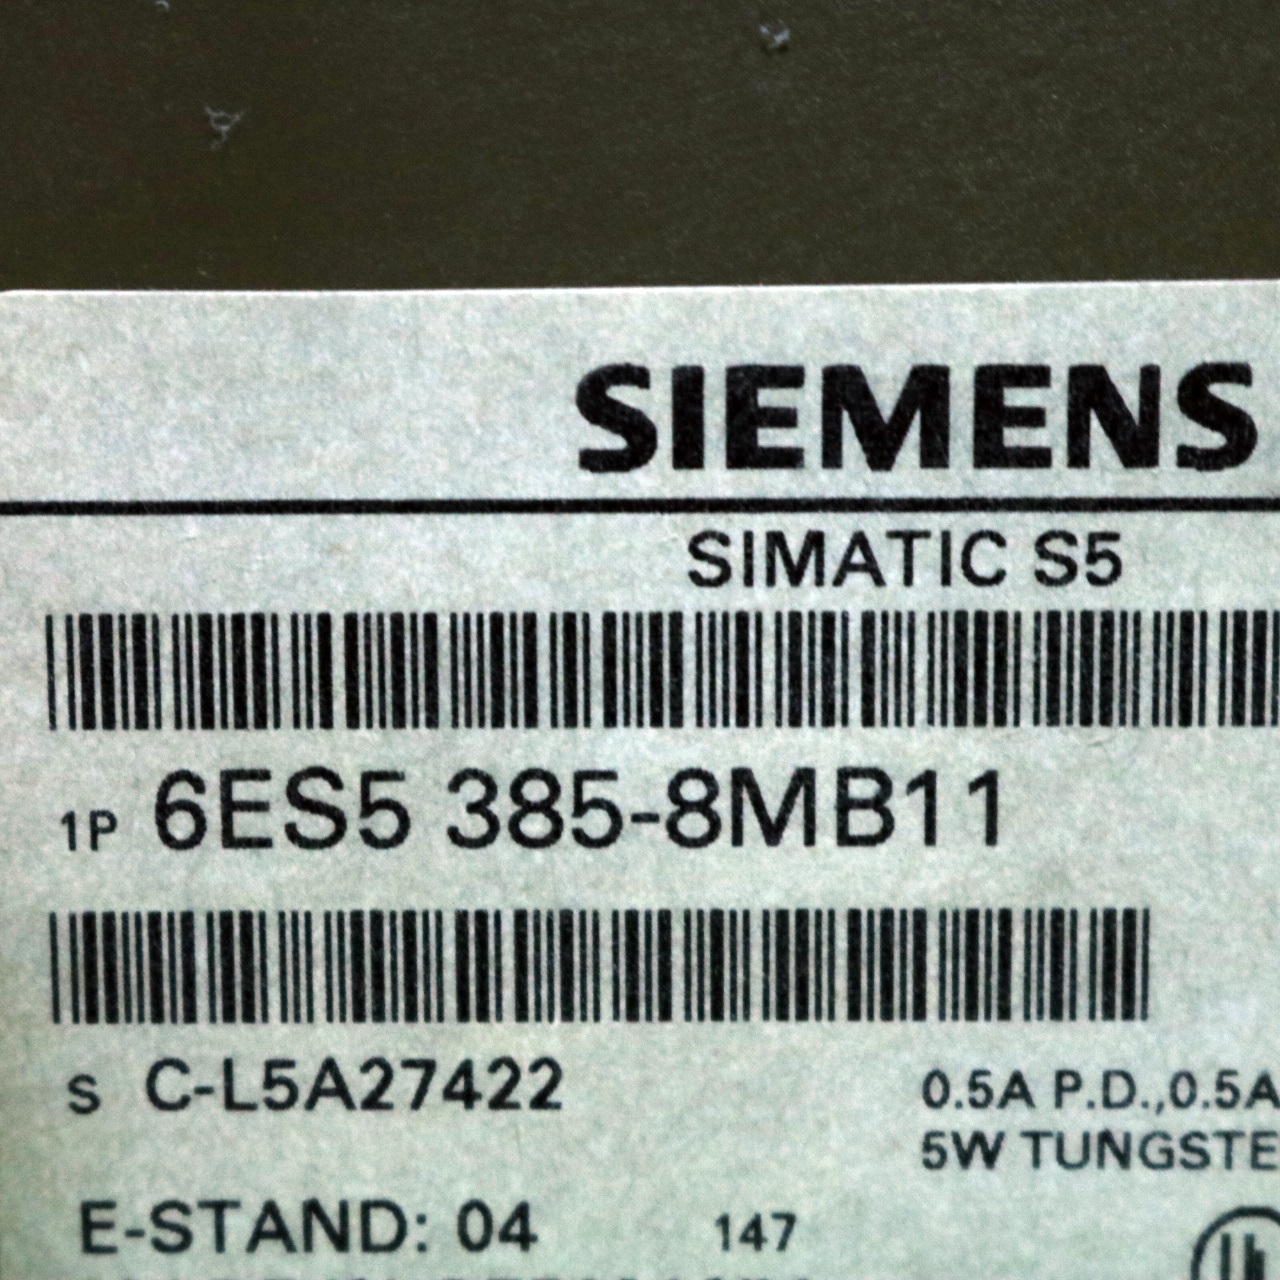 SIEMENS
SIMATIC S5
1P 6ES5 385-8MB11
S C-L5A27422
0.5A P.D.,0.5A
5W TUNGSTE
E-STAND: 04 147